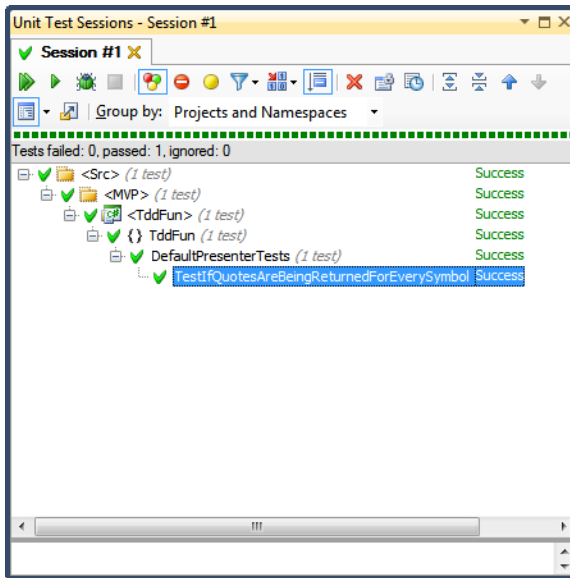 Unit Test Sessions - Session #1
Session #1
Group by: Projects and Namespaces
Tests failed: 0, passed: 1, ignored: 0
<Src> (1 test) Success
<MVP> (1 test) Success
<TddFun> (1 test) Success
{} TddFun (1 test) Success
DefaultPresenterTests (1 test) Success
TestIfQuotesAreBeingReturnedForEverySymbol Success